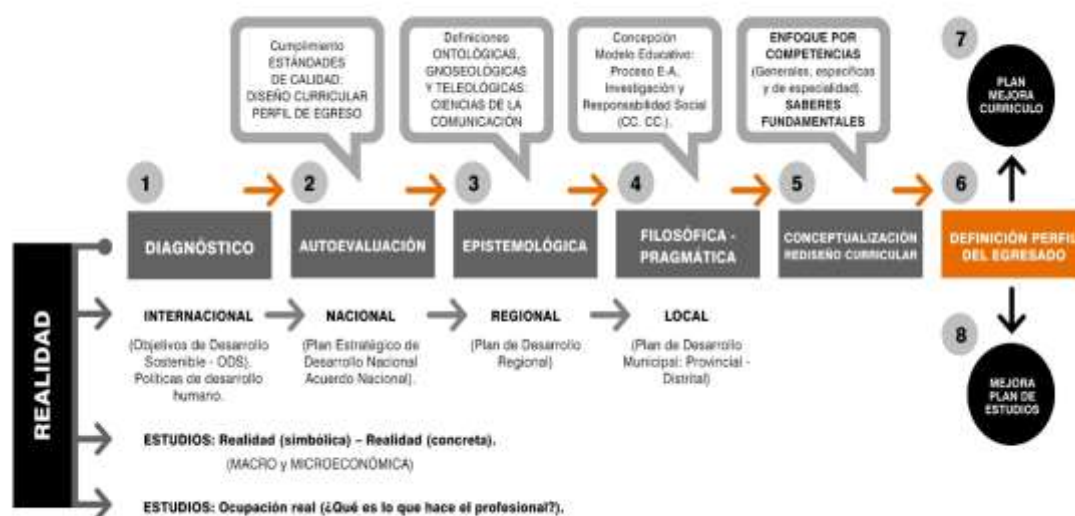 Cumplimiento
ESTÁNDARES
DE CALIDAD:
DISEÑO CURRICULAR
PERFIL DE EGRESO
Definiciones
ONTOLÓGICAS,
GNOSEOLÓGICAS
Y TELEOLÓGICAS:
CIENCIAS DE LA
COMUNICACIÓN
Concepción
Modelo Educativo:
Proceso E-A,
Investigación y
Responsabilidad Social
(CC. CC.).
ENFOQUE POR
COMPETENCIAS
(Generales, específicas
y de especialidad).
SABERES
FUNDAMENTALES
7
PLAN
MEJORA
CURRICULO
1
2
3
4
5
6
DIAGNÓSTICO
AUTOEVALUACIÓN
EPISTEMOLÓGICA
FILOSÓFICA -
PRAGMÁTICA
CONCEPTUALIZACIÓN
REDISEÑO CURRICULAR
DEFINICIÓN PERFIL
DEL EGRESADO
REALIDAD
INTERNACIONAL
(Objetivos de Desarrollo
Sostenible - ODS).
Políticas de desarrollo
humano.
NACIONAL
(Plan Estratégico de
Desarrollo Nacional
Acuerdo Nacional).
REGIONAL
(Plan de Desarrollo
Regional)
LOCAL
(Plan de Desarrollo
Municipal: Provincial -
Distrital)
8
MEJORA
PLAN DE
ESTUDIOS
ESTUDIOS: Realidad (simbólica) – Realidad (concreta).
(MACRO y MICROECONÓMICA)
ESTUDIOS: Ocupación real (¿Qué es lo que hace el profesional?).